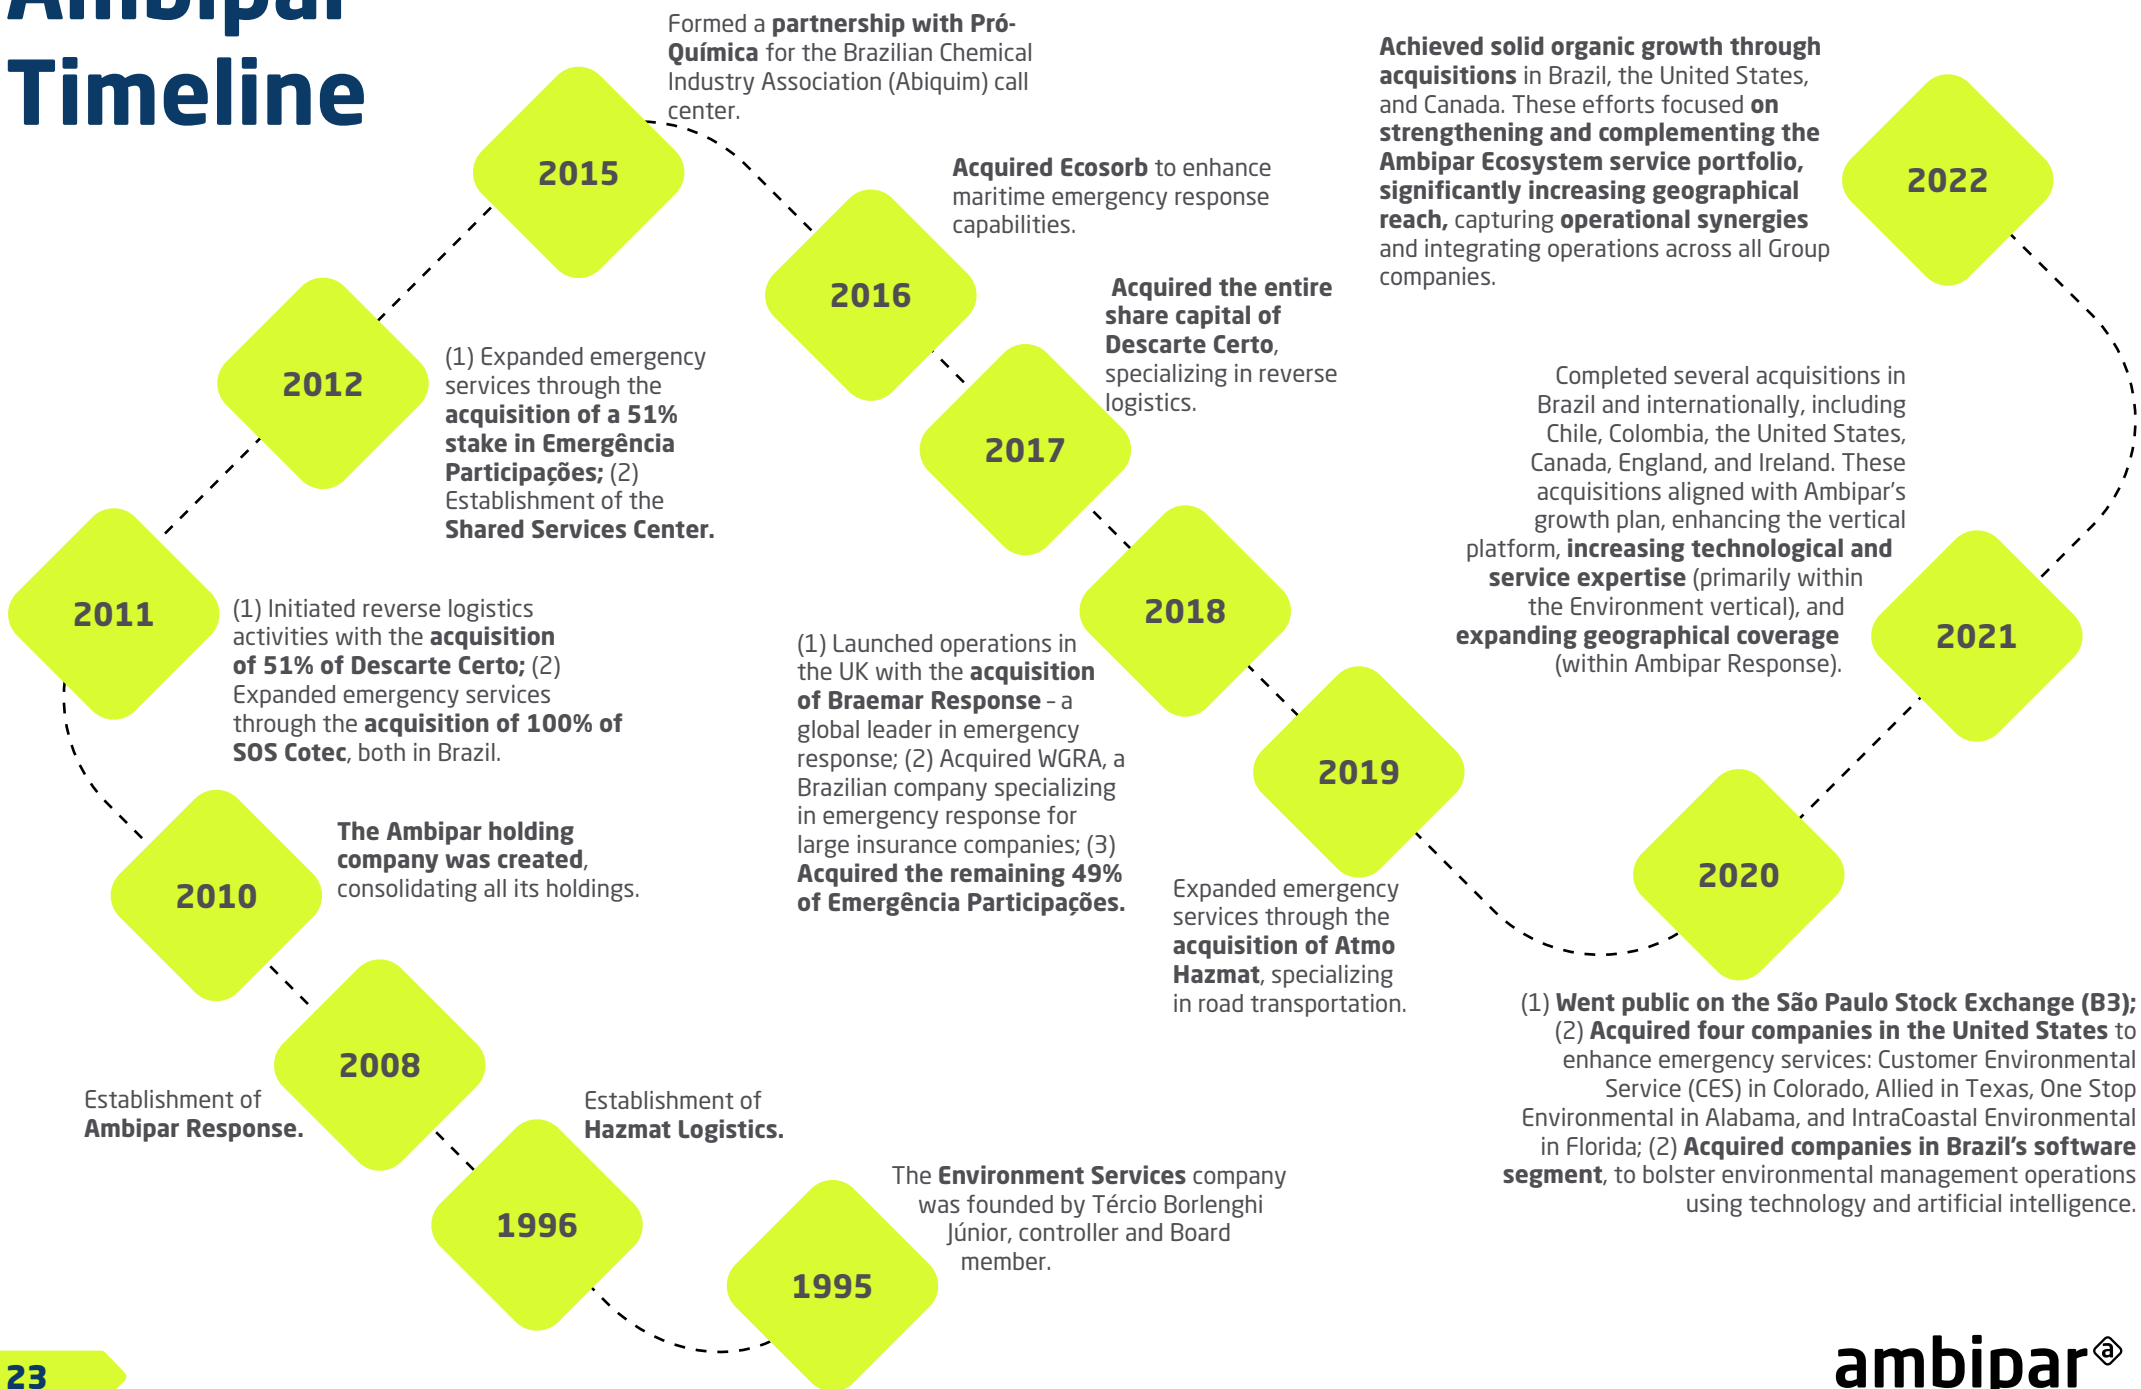 Ambipar
Timeline
Formed a partnership with Pró-
Química for the Brazilian Chemical
Industry Association (Abiquim) call
center.
2015
Acquired Ecosorb to enhance
maritime emergency response
capabilities.
2016
Achieved solid organic growth through
acquisitions in Brazil, the United States,
and Canada. These efforts focused on
strengthening and complementing the
Ambipar Ecosystem service portfolio,
significantly increasing geographical
reach, capturing operational synergies
and integrating operations across all Group
companies.
2022
2012
(1) Expanded emergency
services through the
acquisition of a 51%
stake in Emergência
Participações; (2)
Establishment of the
Shared Services Center.
Acquired the entire
share capital of
Descarte Certo,
specializing in reverse
logistics.
2017
Completed several acquisitions in
Brazil and internationally, including
Chile, Colombia, the United States,
Canada, England, and Ireland. These
acquisitions aligned with Ambipar's
growth plan, enhancing the vertical
platform, increasing technological and
service expertise (primarily within
the Environment vertical), and
expanding geographical coverage
(within Ambipar Response).
2021
2011
(1) Initiated reverse logistics
activities with the acquisition
of 51% of Descarte Certo; (2)
Expanded emergency services
through the acquisition of 100% of
SOS Cotec, both in Brazil.
2018
(1) Launched operations in
the UK with the acquisition
of Braemar Response – a
global leader in emergency
response; (2) Acquired WGRA, a
Brazilian company specializing
in emergency response for
large insurance companies; (3)
Acquired the remaining 49%
of Emergência Participações.
2019
Expanded emergency
services through the
acquisition of Atmo
Hazmat, specializing
in road transportation.
2020
(1) Went public on the São Paulo Stock Exchange (B3);
(2) Acquired four companies in the United States to
enhance emergency services: Customer Environmental
Service (CES) in Colorado, Allied in Texas, One Stop
Environmental in Alabama, and IntraCoastal Environmental
in Florida; (2) Acquired companies in Brazil's software
segment, to bolster environmental management operations
using technology and artificial intelligence.
2010
The Ambipar holding
company was created,
consolidating all its holdings.
2008
Establishment of
Ambipar Response.
1996
Establishment of
Hazmat Logistics.
1995
The Environment Services company
was founded by Tércio Borlenghi
Júnior, controller and Board
member.
23
ambipar